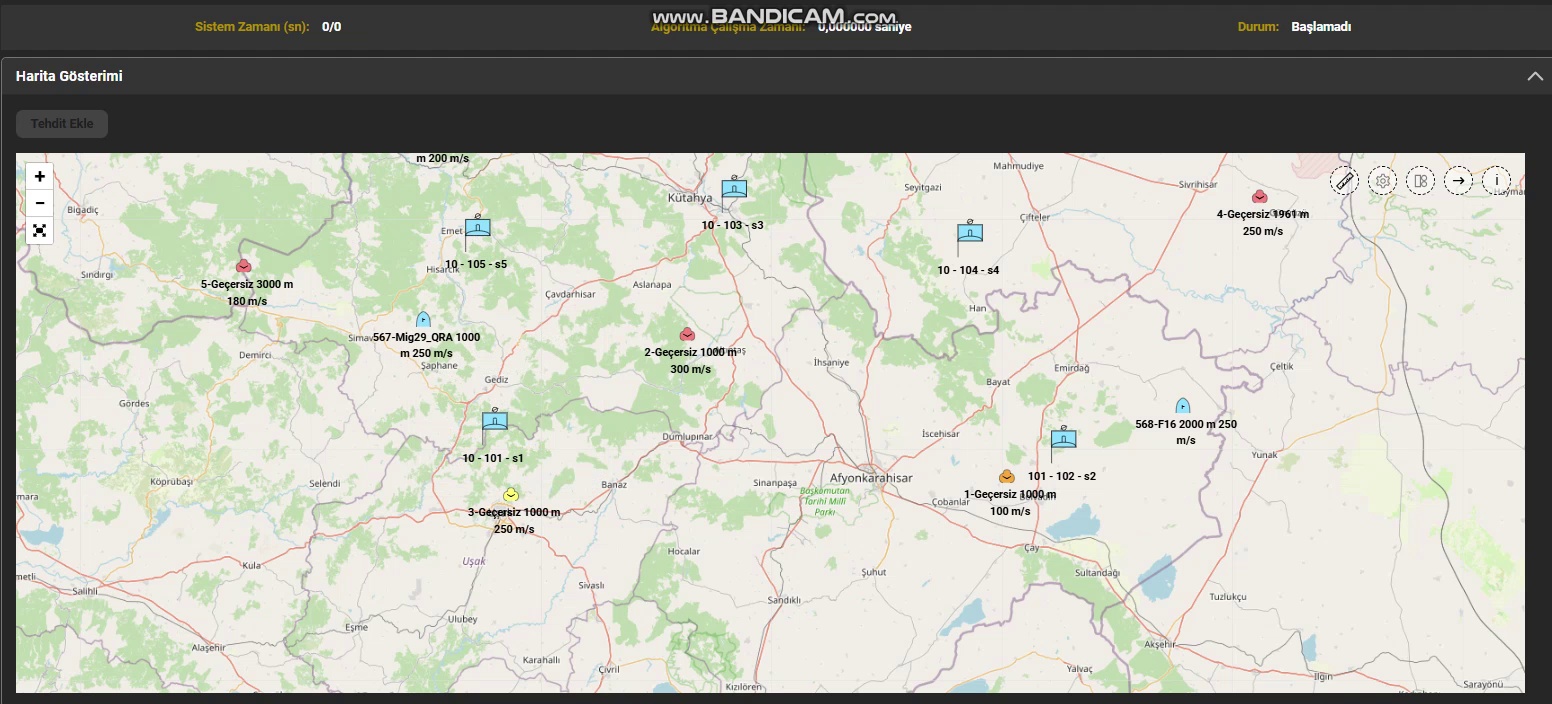 www.BANDICAM.com
Sistem Zamanı (sn): 0/0
Algoritma Çalışma Zamanı: 0,000000 saniye
Durum: Başlamadı
Harita Gösterimi
Tehdit Ekle
+
−
m 200 m/s
Mahmudiye
Bigadiç
Kütahya
Seyitgazi
Sivrihisar
10 - 103 - s3
Emet
Çifteler
4-Geçersiz 1961 m
250 m/s
10 - 105 - s5
Hisarcık
10 - 104 - s4
Sındırgı
5-Geçersiz 3000 m
180 m/s
Çavdarhisar
Aslanapa
Han
Simav
567-Mig29_QRA 1000
m 250 m/s
Şaphane
Demirci
2-Geçersiz 1000 m
300 m/s
İhsaniye
Emirdağ
Çeltik
Gediz
Bayat
Gördes
568-F16 2000 m 250
m/s
Dumlupınar
İscehisar
10 - 101 - s1
Yunak
Afyonkarahisar
101 - 102 - s2
Köprübaşı
Selendi
Banaz
Sinanpaşa
Başkomutan
Tarihî Millî
Parkı
Çobanlar
1-Geçersiz 1000 m
100 m/s
mara
3-Geçersiz 1000 m
250 m/s
Hocalar
Çay
Uşak
Kula
Şuhut
Sultandağı
metli
Salihli
Sivaslı
Sandıklı
Tuzlukçu
Eşme
Ulubey
Alaşehir
Akşehir
Karahallı
Çivril
Yalvaç
Ilgın
Kızılören
Sarayönü